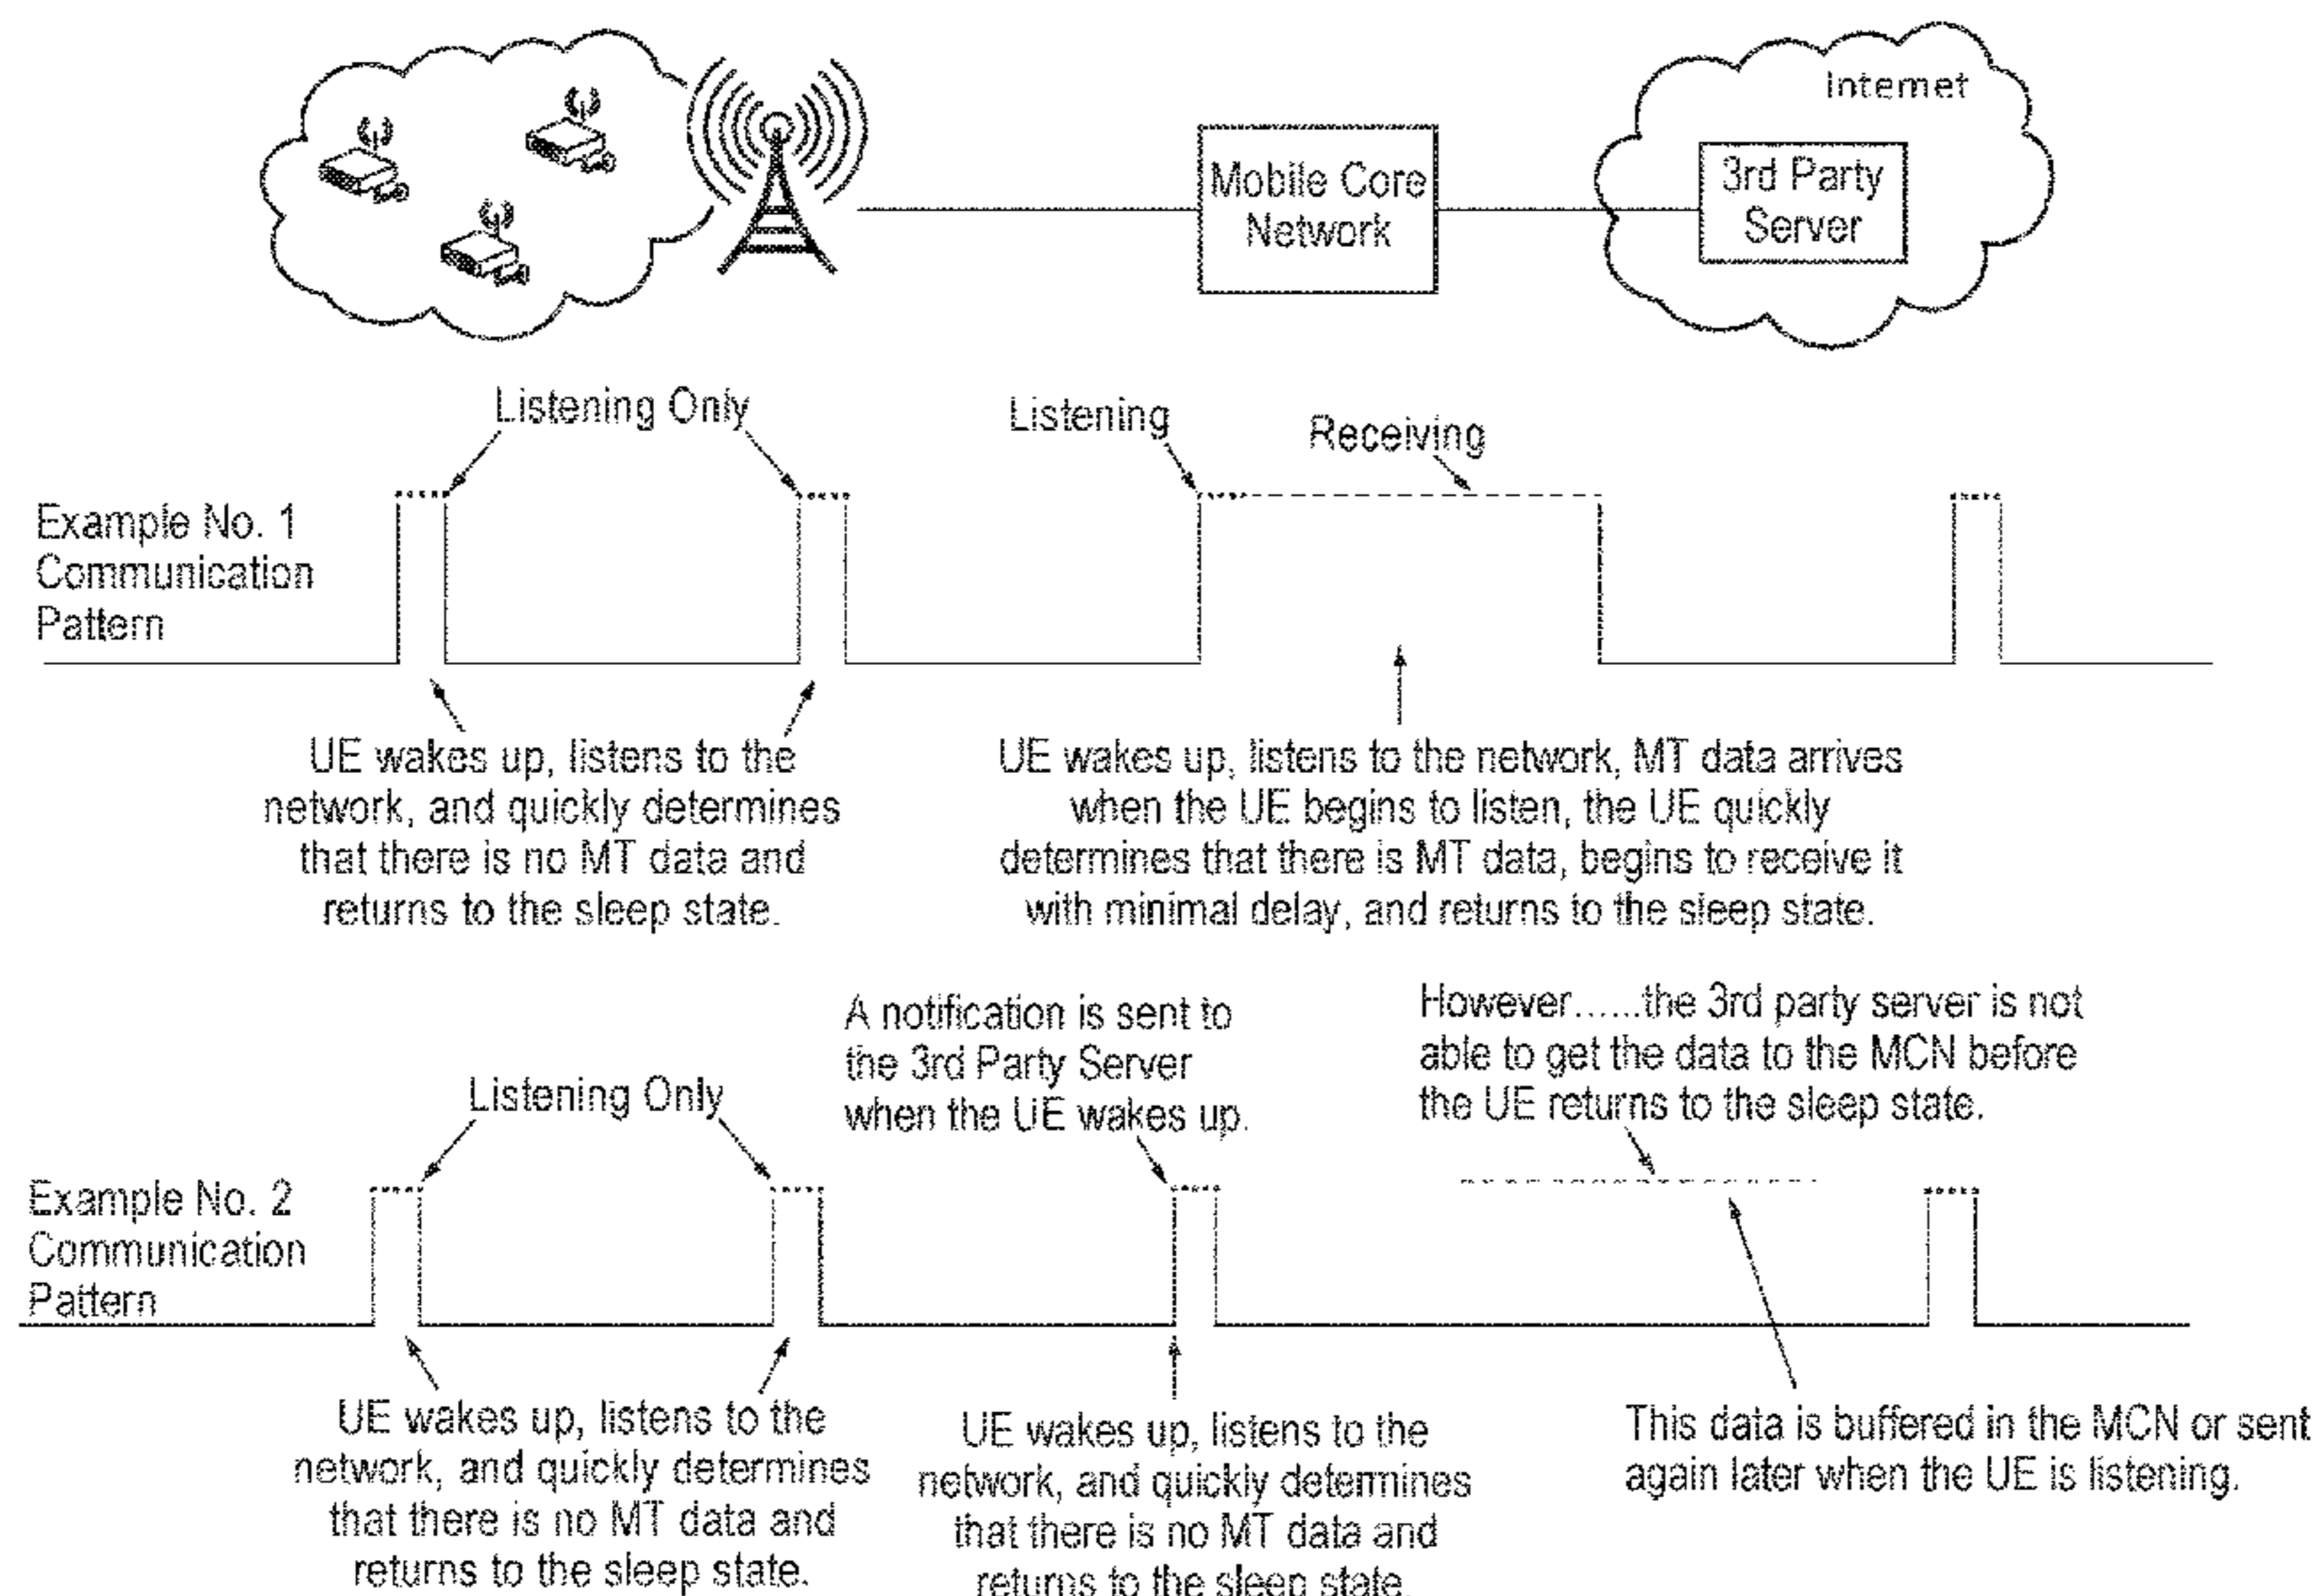 Internet
Mobile Core
Network
3rd Party
Server
Listening Only
Listening
Receiving
Example No. 1
Communication
Pattern
UE wakes up, listens to the
network, and quickly determines
that there is no MT data and
returns to the sleep state.
UE wakes up, listens to the network, MT data arrives
when the UE begins to listen, the UE quickly
determines that there is MT data, begins to receive it
with minimal delay, and returns to the sleep state.
A notification is sent to
the 3rd Party Server
when the UE wakes up.
However......the 3rd party server is not
able to get the data to the MCN before
the UE returns to the sleep state.
Listening Only
Example No. 2
Communication
Pattern
UE wakes up, listens to the
network, and quickly determines
that there is no MT data and
returns to the sleep state.
UE wakes up, listens to the
network, and quickly determines
that there is no MT data and
returns to the sleep state.
This data is buffered in the MCN or sent
again later when the UE is listening.